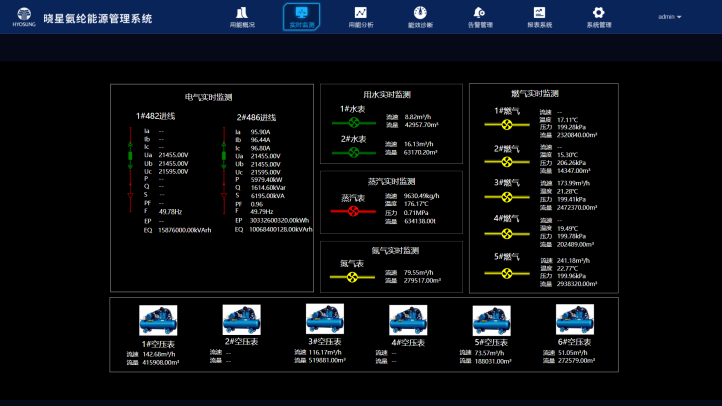 HYOSUNG
晓星氨纶能源管理系统
用能概况
实时监测
用能分析
能效诊断
告警管理
报表系统
系统管理
admin
电气实时监测
1#482进线
Ia ---
Ib ---
Ic ---
Ua 21455.00V
Ub 21455.00V
Uc 21595.00V
P ---
Q ---
S ---
PF ---
F 49.78Hz
EP ---
EQ 15876000.00kVArh
2#486进线
Ia 95.90A
Ib 96.44A
Ic 96.80A
Ua 21455.00V
Ub 21455.00V
Uc 21595.00V
P 5979.40kW
Q 1614.60kVar
S 6195.00kVA
PF 0.96
F 49.79Hz
EP 30332600320.00kWh
EQ 10068400128.00kVArh
用水实时监测
1#水表
流速 8.82m³/h
流量 42957.70m³
2#水表
流速 16.13m³/h
流量 63170.20m³
蒸汽实时监测
蒸汽表
流速 9630.49kg/h
温度 176.17℃
压力 0.71MPa
流量 634138.00t
氮气实时监测
氮气表
流速 79.55m³/h
流量 279517.00m³
燃气实时监测
1#燃气
流速 ---
温度 17.11℃
压力 199.28kPa
流量 2320840.00m³
2#燃气
流速 ---
温度 15.30℃
压力 206.26kPa
流量 14347.00m³
3#燃气
流速 173.99m³/h
温度 21.28℃
压力 199.41kPa
流量 2472370.00m³
4#燃气
流速 ---
温度 19.49℃
压力 199.78kPa
流量 202489.00m³
5#燃气
流速 241.18m³/h
温度 22.77℃
压力 199.96kPa
流量 2938320.00m³
1#空压表
流速 142.68m³/h
流量 415908.00m³
2#空压表
流速 ---
流量 ---
3#空压表
流速 116.17m³/h
流量 519881.00m³
4#空压表
流速 ---
流量 ---
5#空压表
流速 73.57m³/h
流量 188031.00m³
6#空压表
流速 51.05m³/h
流量 272579.00m³